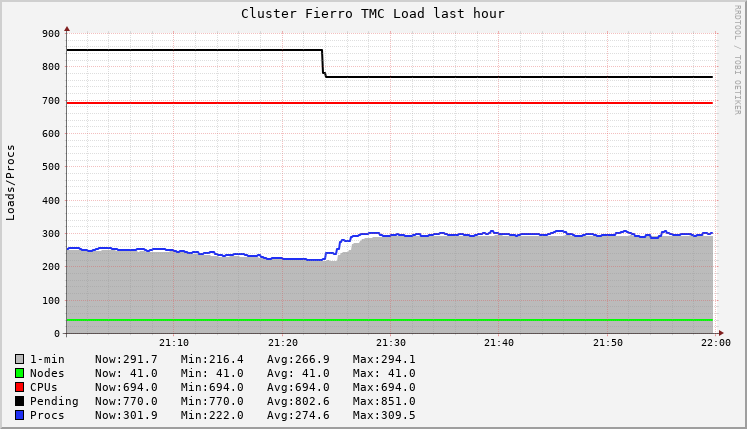 Cluster Fierro TMC Load last hour
RRDTOOL / TOBI OETIKER
Loads/Procs
900
800
700
600
500
400
300
200
100
0
21:10 21:20 21:30 21:40 21:50 22:00
1-min Now:291.7 Min:216.4 Avg:266.9 Max:294.1
Nodes Now: 41.0 Min: 41.0 Avg: 41.0 Max: 41.0
CPUs Now:694.0 Min:694.0 Avg:694.0 Max:694.0
Pending Now:770.0 Min:770.0 Avg:802.6 Max:851.0
Procs Now:301.9 Min:222.0 Avg:274.6 Max:309.5